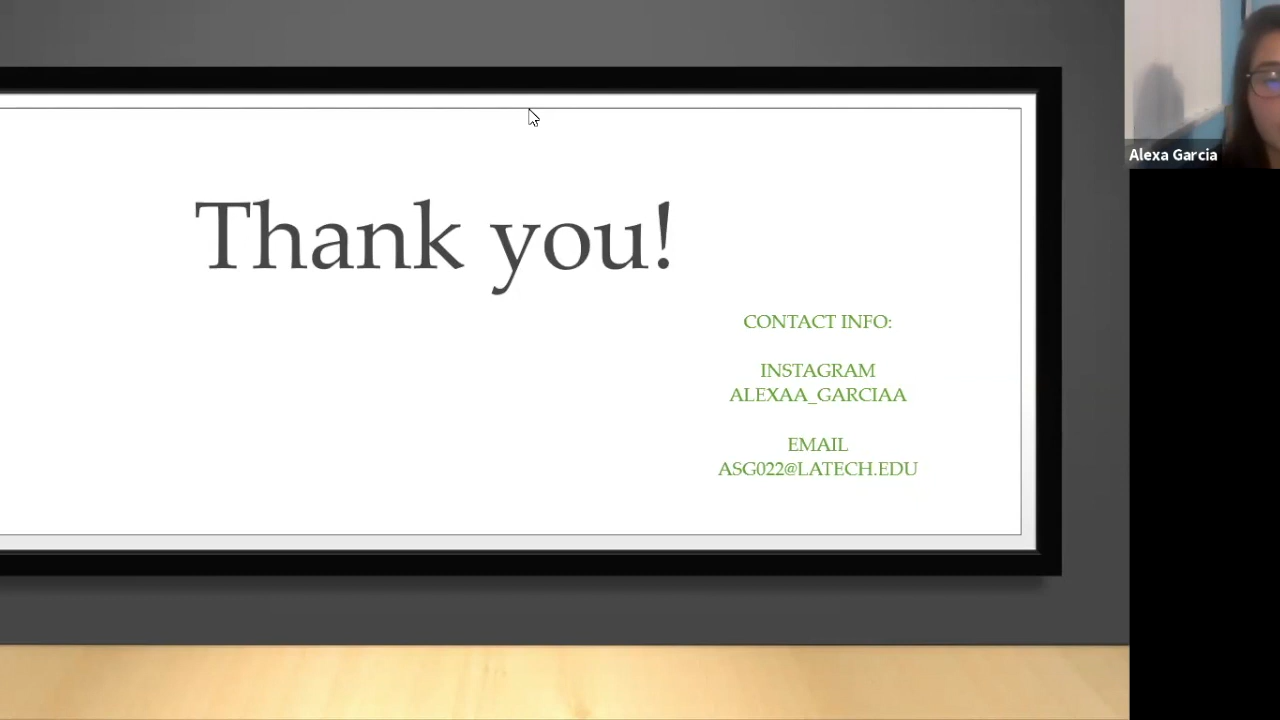 Thank you!
CONTACT INFO:
INSTAGRAM
ALEXAA_GARCIAA
EMAIL
ASG022@LATECH.EDU
Alexa Garcia